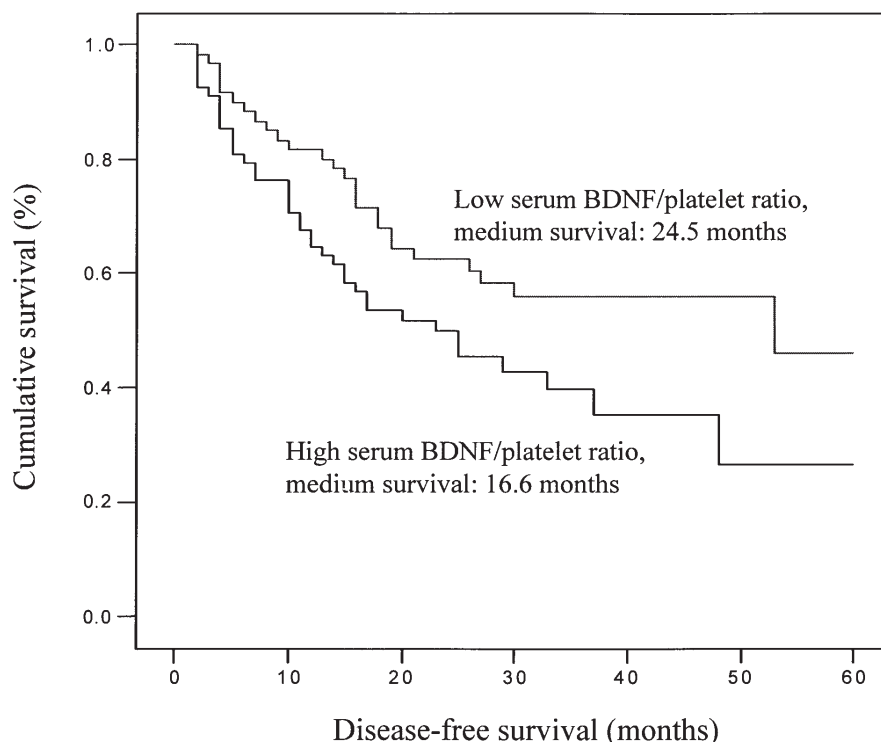 1.0
0.8
0.6
0.4
0.2
0.0
Cumulative survival (%)
Low serum BDNF/platelet ratio,
medium survival: 24.5 months
High serum BDNF/platelet ratio,
medium survival: 16.6 months
0 10 20 30 40 50 60
Disease-free survival (months)